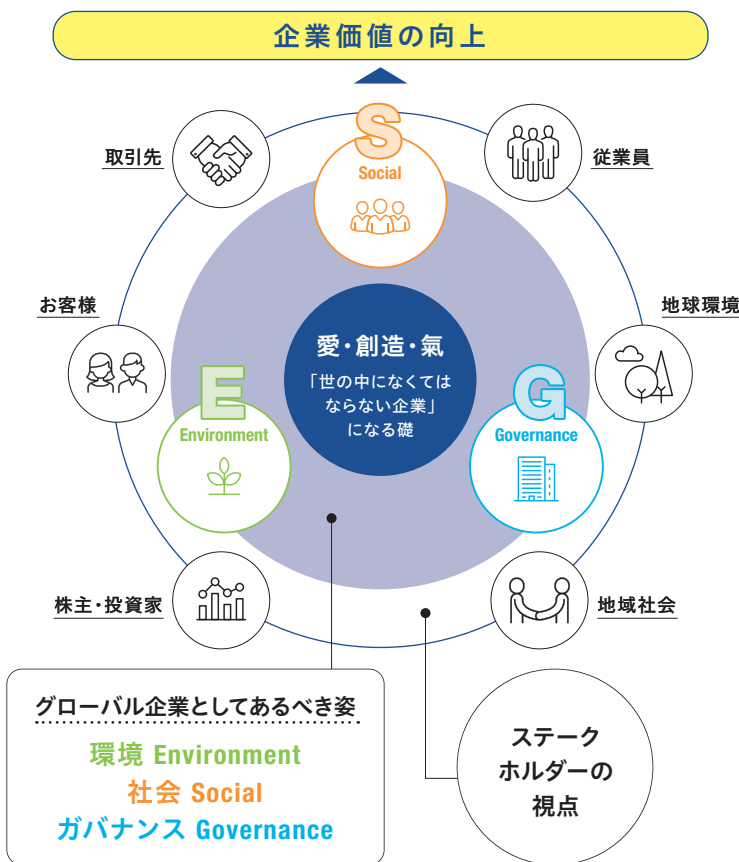 企業価値の向上
S
Social
取引先
従業員
お客様
地球環境
愛・創造・氣
「世の中になくては
ならない企業」
になる礎
E
Environment
G
Governance
株主・投資家
地域社会
グローバル企業としてあるべき姿
環境 Environment
社会 Social
ガバナンス Governance
ステーク
ホルダーの
視点